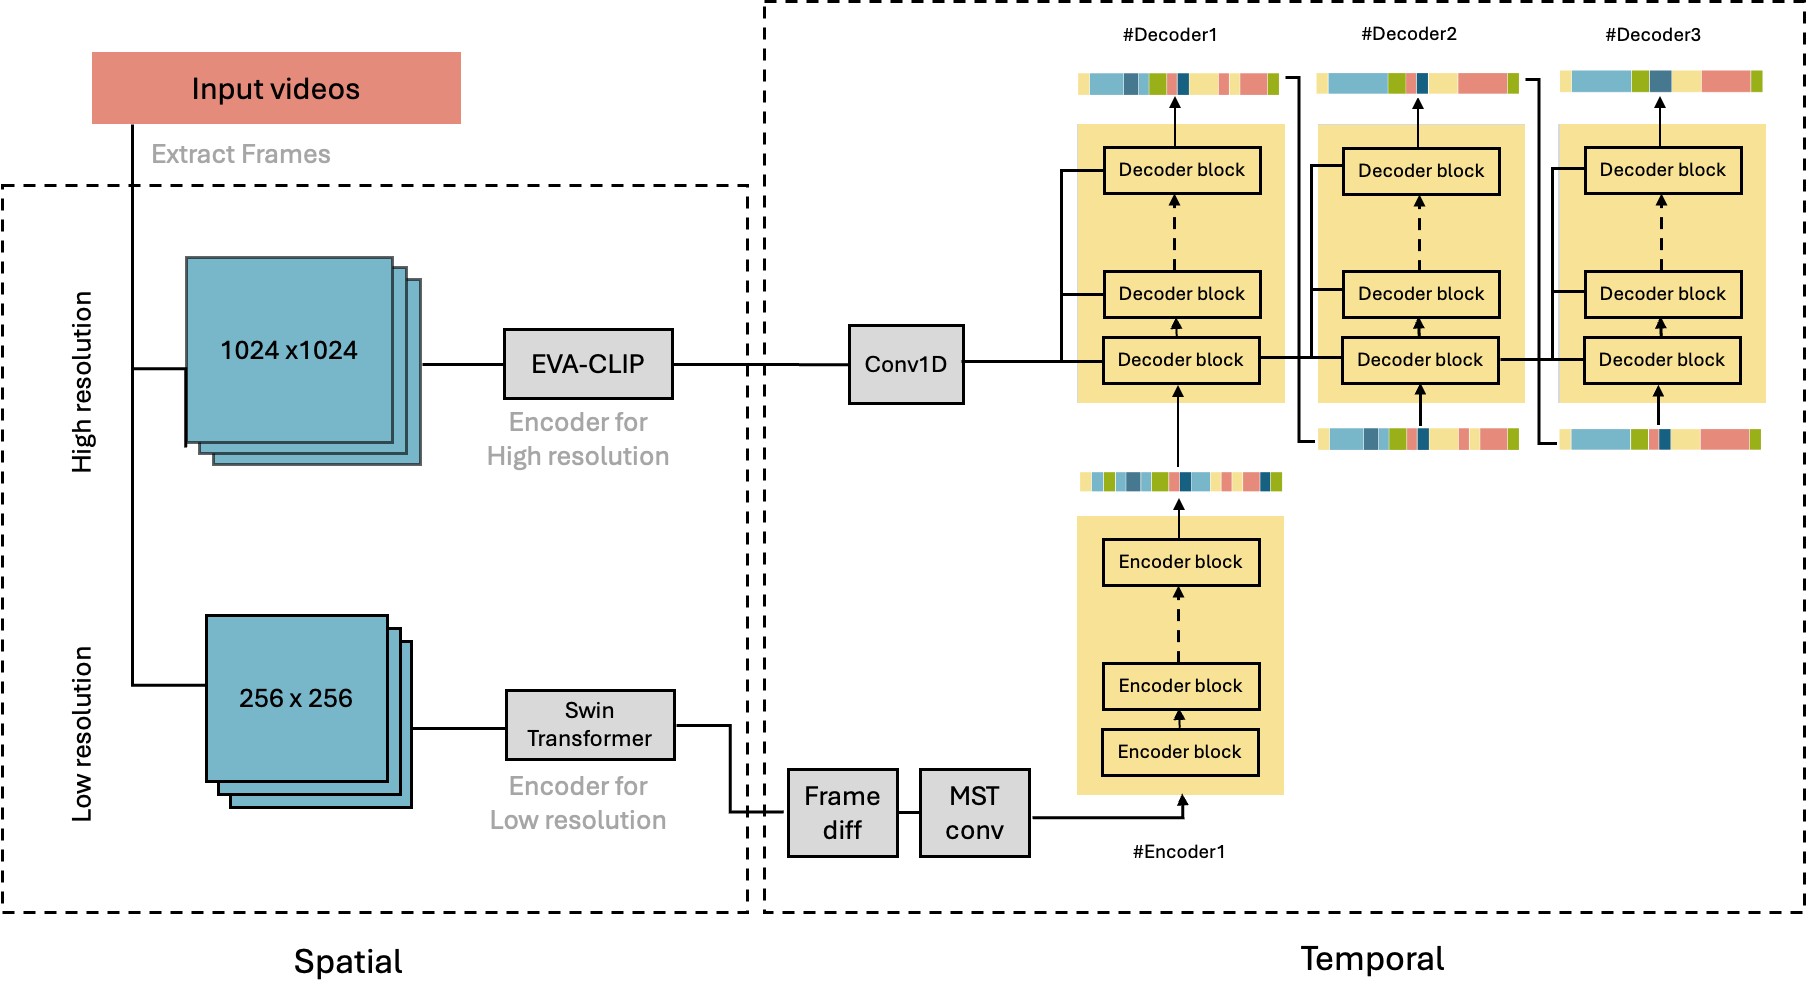 Input videos
Extract Frames
High resolution
1024 x1024
EVA-CLIP
Encoder for
High resolution
Low resolution
256 x 256
Swin
Transformer
Encoder for
Low resolution
Spatial
#Decoder1
#Decoder2
#Decoder3
Decoder block
Decoder block
Decoder block
Decoder block
Decoder block
Decoder block
Conv1D
Decoder block
Decoder block
Decoder block
Encoder block
Encoder block
Encoder block
Frame
diff
MST
conv
#Encoder1
Temporal